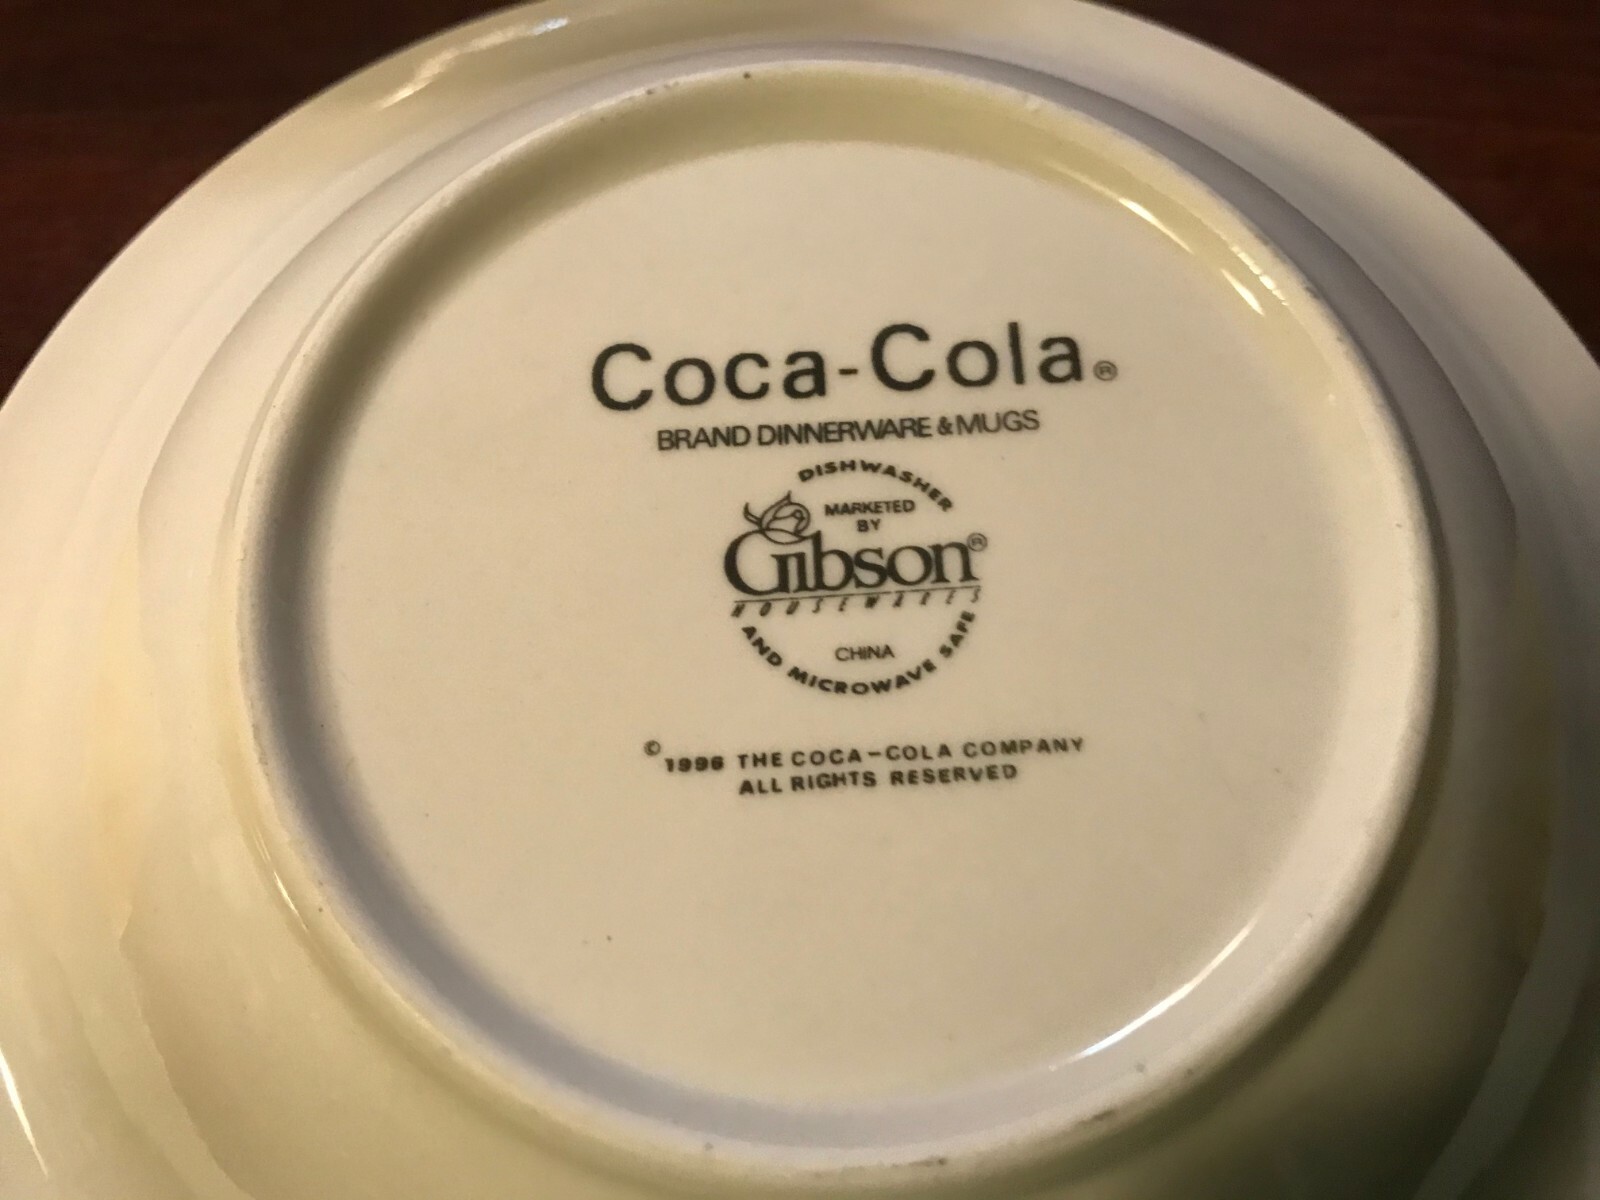 Coca-Cola®
BRAND DINNERWARE & MUGS
DISHWASHER
MARKETED
BY
Gibson®
HOUSEWARES
CHINA
AND MICROWAVE SAFE
© 1996 THE COCA-COLA COMPANY
ALL RIGHTS RESERVED